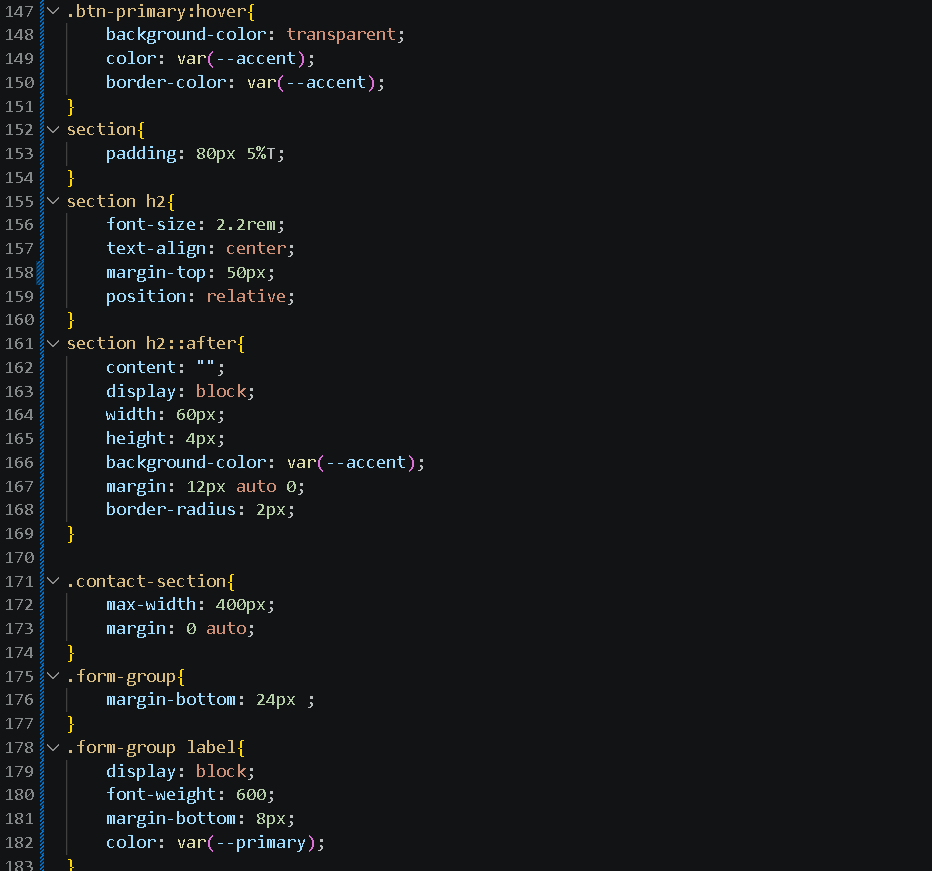 147 .btn-primary:hover{
148     background-color: transparent;
149     color: var(--accent);
150     border-color: var(--accent);
151 }
152 section{
153     padding: 80px 5%T;
154 }
155 section h2{
156     font-size: 2.2rem;
157     text-align: center;
158     margin-top: 50px;
159     position: relative;
160 }
161 section h2::after{
162     content: "";
163     display: block;
164     width: 60px;
165     height: 4px;
166     background-color: var(--accent);
167     margin: 12px auto 0;
168     border-radius: 2px;
169 }
170
171 .contact-section{
172     max-width: 400px;
173     margin: 0 auto;
174 }
175 .form-group{
176     margin-bottom: 24px ;
177 }
178 .form-group label{
179     display: block;
180     font-weight: 600;
181     margin-bottom: 8px;
182     color: var(--primary);
183 }